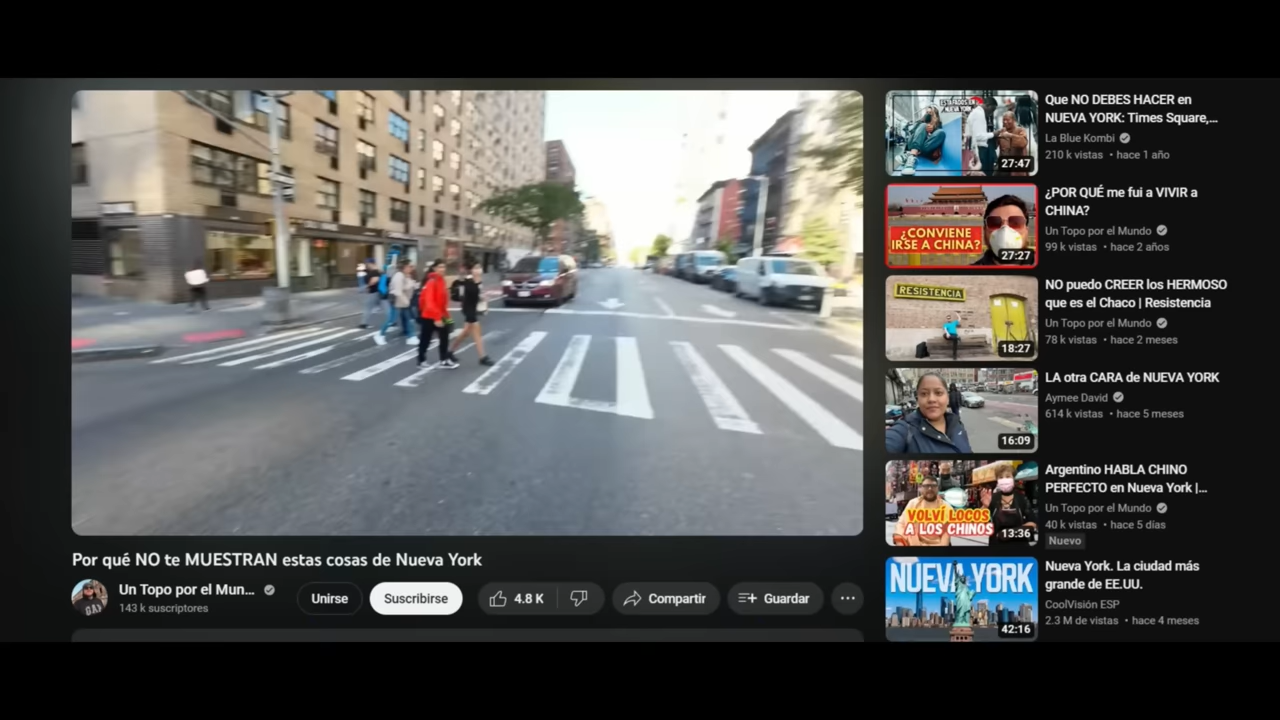 Por qué NO te MUESTRAN estas cosas de Nueva York
Un Topo por el Mun...
143 k suscriptores
Unirse
Suscribirse
4.8 K
Compartir
Guardar
27:47
Que NO DEBES HACER en
NUEVA YORK: Times Square,...
La Blue Kombi
210 k vistas • hace 1 año
¿CONVIENE
IRSE A CHINA?
27:27
¿POR QUÉ me fui a VIVIR a
CHINA?
Un Topo por el Mundo
99 k vistas • hace 2 años
RESISTENCIA
18:27
NO puedo CREER los HERMOSO
que es el Chaco | Resistencia
Un Topo por el Mundo
78 k vistas • hace 2 meses
16:09
LA otra CARA de NUEVA YORK
Aymee David
614 k vistas • hace 5 meses
VOLVÍ LOCOS
A LOS CHINOS
13:36
Argentino HABLA CHINO
PERFECTO en Nueva York |...
Un Topo por el Mundo
40 k vistas • hace 5 días
Nuevo
NUEVA YORK
42:16
Nueva York. La ciudad más
grande de EE.UU.
CoolVisión ESP
2.3 M de vistas • hace 4 meses